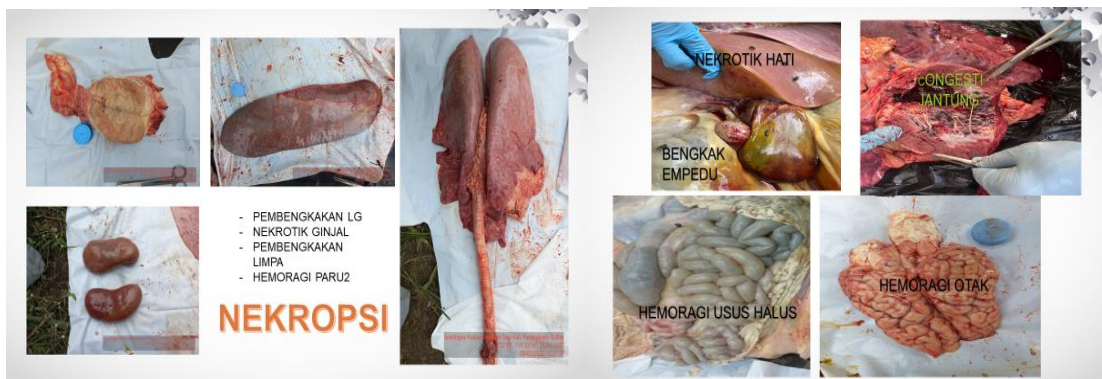 - PEMBENGKAKAN LG
- NEKROTIK GINJAL
- PEMBENGKAKAN
LIMPA
- HEMORAGI PARU2
NEKROPSI
NEKROTIK HATI
BENGKAK
EMPEDU
cONGESTI
JANTUNG
HEMORAGI USUS HALUS
HEMORAGI OTAK